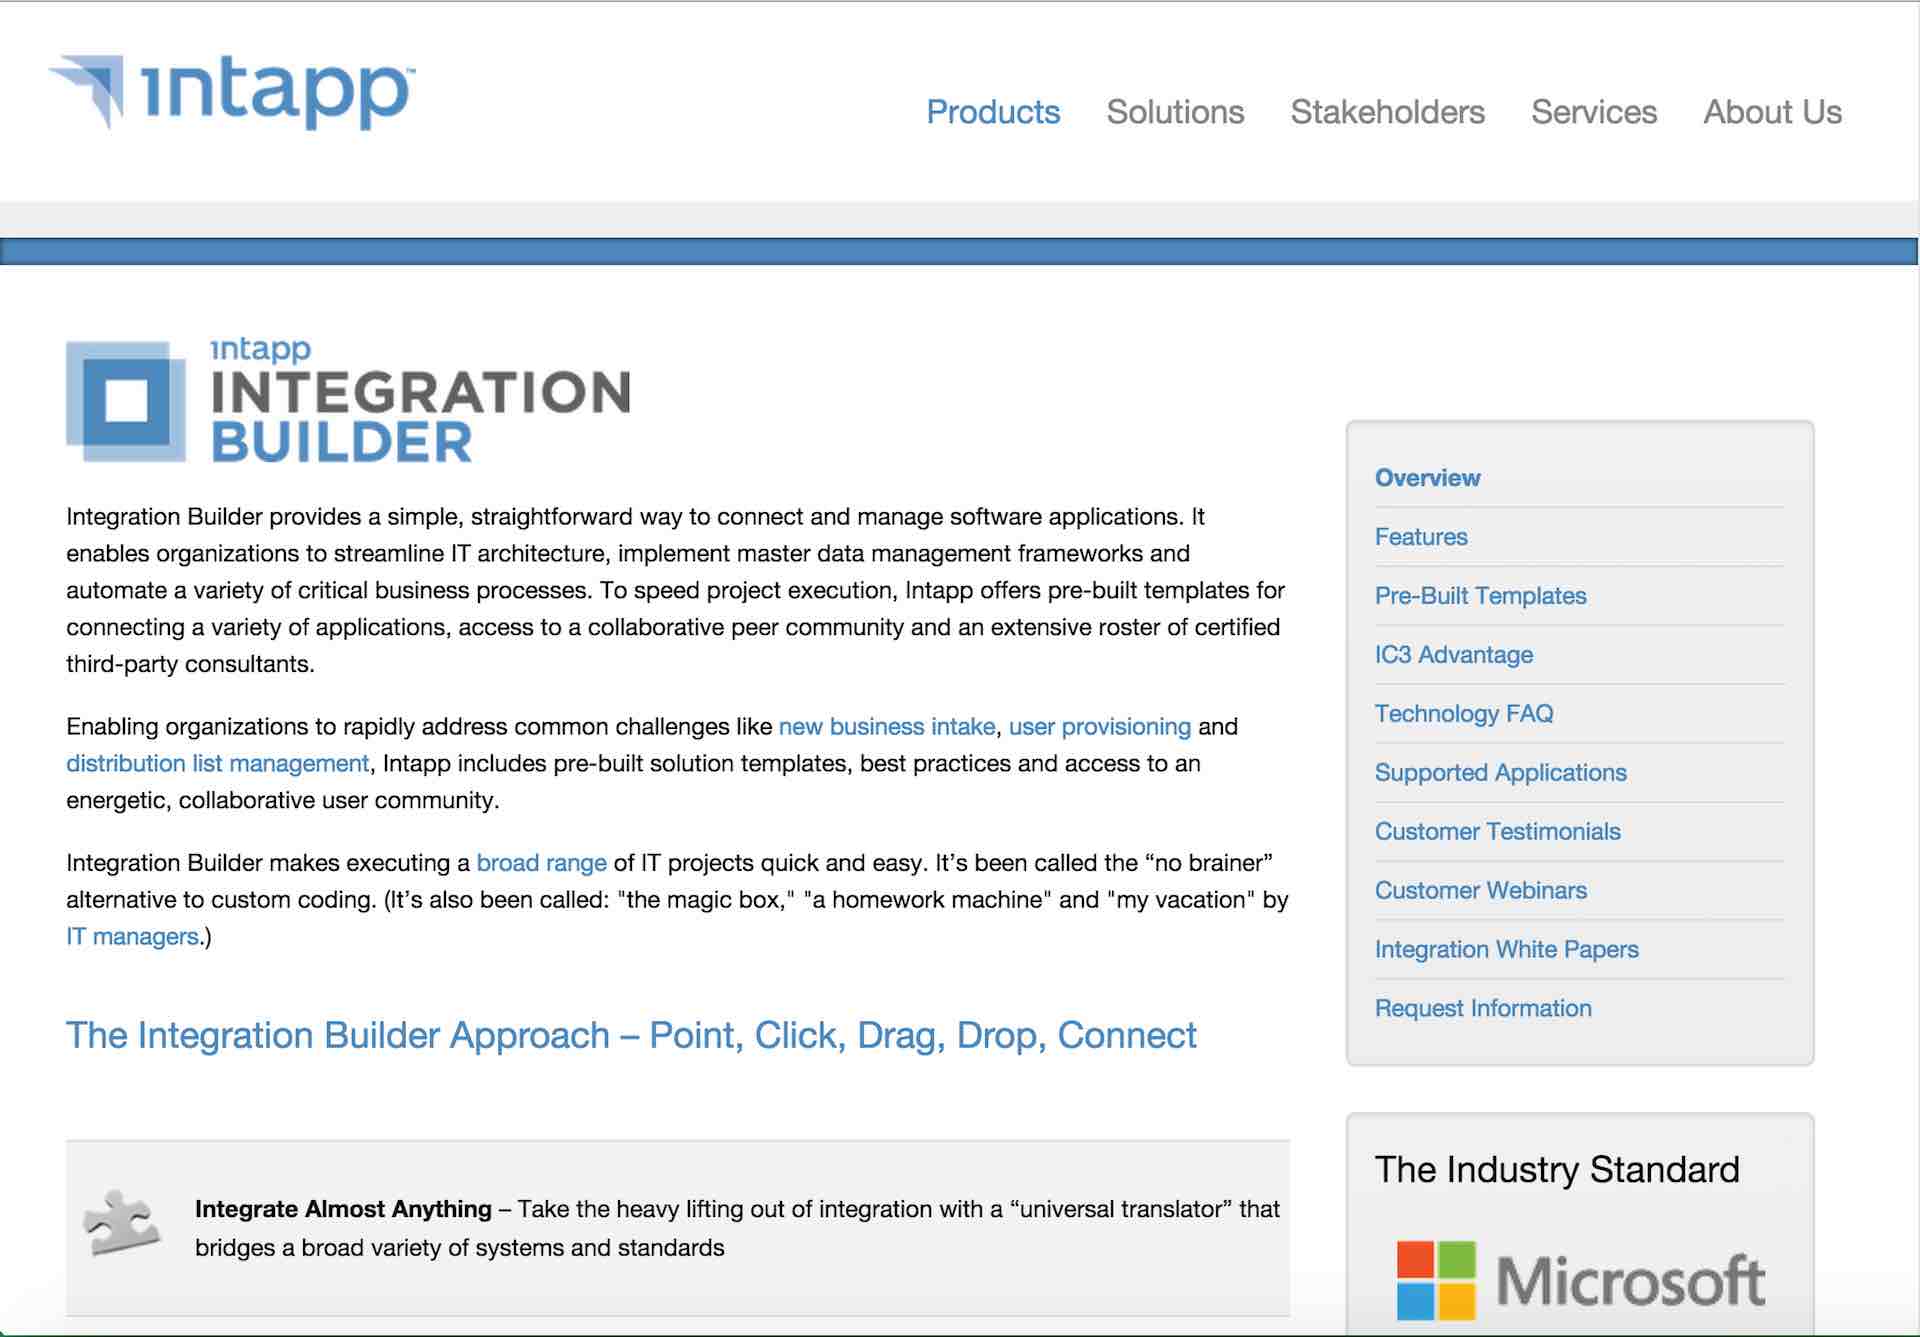 intapp™
Products Solutions Stakeholders Services About Us
intapp
INTEGRATION
BUILDER
Integration Builder provides a simple, straightforward way to connect and manage software applications. It
enables organizations to streamline IT architecture, implement master data management frameworks and
automate a variety of critical business processes. To speed project execution, Intapp offers pre-built templates for
connecting a variety of applications, access to a collaborative peer community and an extensive roster of certified
third-party consultants.
Enabling organizations to rapidly address common challenges like new business intake, user provisioning and
distribution list management, Intapp includes pre-built solution templates, best practices and access to an
energetic, collaborative user community.
Integration Builder makes executing a broad range of IT projects quick and easy. It’s been called the “no brainer”
alternative to custom coding. (It’s also been called: "the magic box," "a homework machine" and "my vacation" by
IT managers.)
The Integration Builder Approach – Point, Click, Drag, Drop, Connect
Integrate Almost Anything – Take the heavy lifting out of integration with a “universal translator” that
bridges a broad variety of systems and standards
Overview
Features
Pre-Built Templates
IC3 Advantage
Technology FAQ
Supported Applications
Customer Testimonials
Customer Webinars
Integration White Papers
Request Information
The Industry Standard
Microsoft